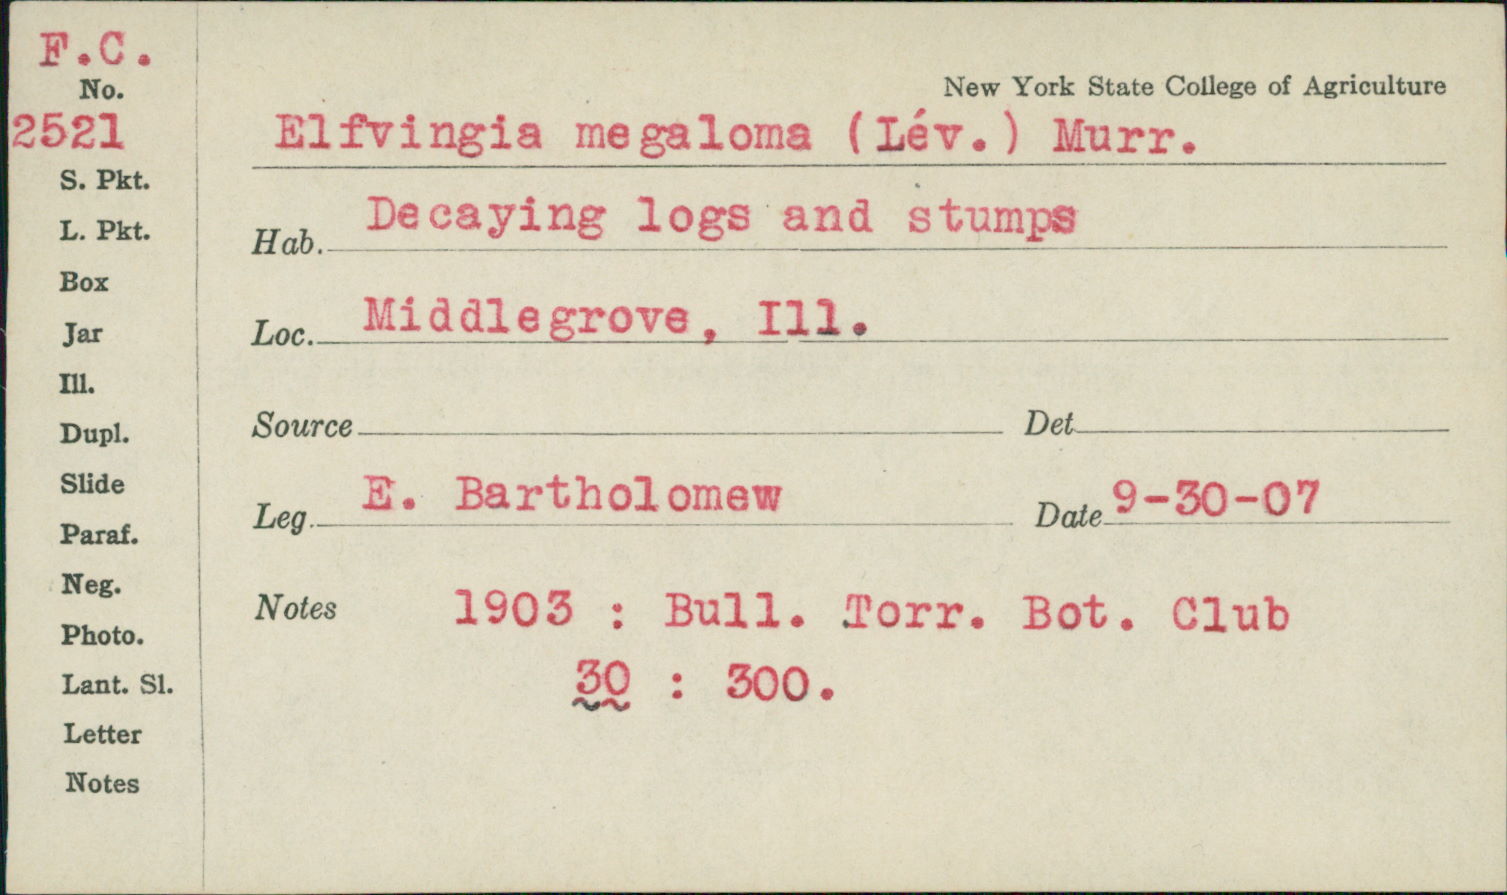 F.C.
No.
2521
S. Pkt.
L. Pkt.
Box
Jar
Ill.
Dupl.
Slide
Paraf.
Neg.
Photo.
Lant. Sl.
Letter
Notes
New York State College of Agriculture
Elfvingia megaloma (Lév.) Murr.
Hab. Decaying logs and stumps
Loc. Middlegrove, Ill.
Source Det
Leg. E. Bartholomew Date 9-30-07
Notes 1903 : Bull. Torr. Bot. Club
30 : 300.